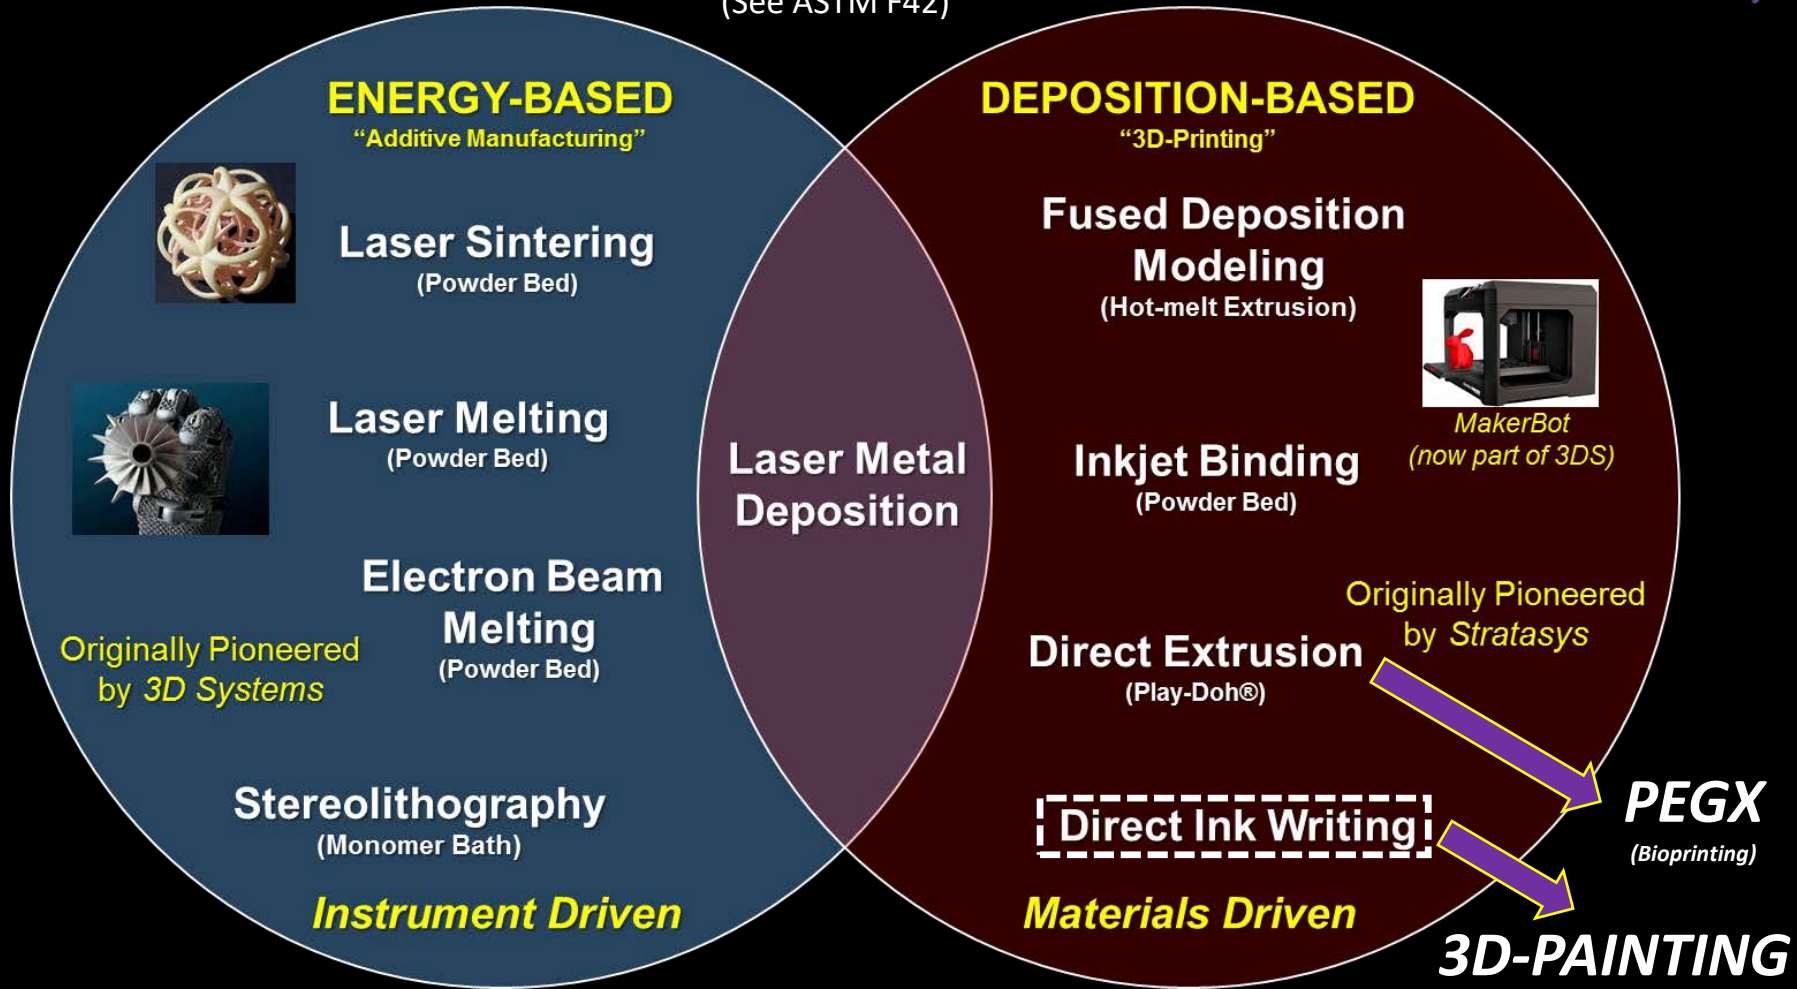 (See ASTM F42)
ENERGY-BASED
“Additive Manufacturing”
Laser Sintering
(Powder Bed)
Laser Melting
(Powder Bed)
Electron Beam
Melting
(Powder Bed)
Originally Pioneered
by 3D Systems
Stereolithography
(Monomer Bath)
Instrument Driven
Laser Metal
Deposition
DEPOSITION-BASED
“3D-Printing”
Fused Deposition
Modeling
(Hot-melt Extrusion)
MakerBot
(now part of 3DS)
Inkjet Binding
(Powder Bed)
Originally Pioneered
by Stratasys
Direct Extrusion
(Play-Doh®)
Direct Ink Writing
Materials Driven
PEGX
(Bioprinting)
3D-PAINTING